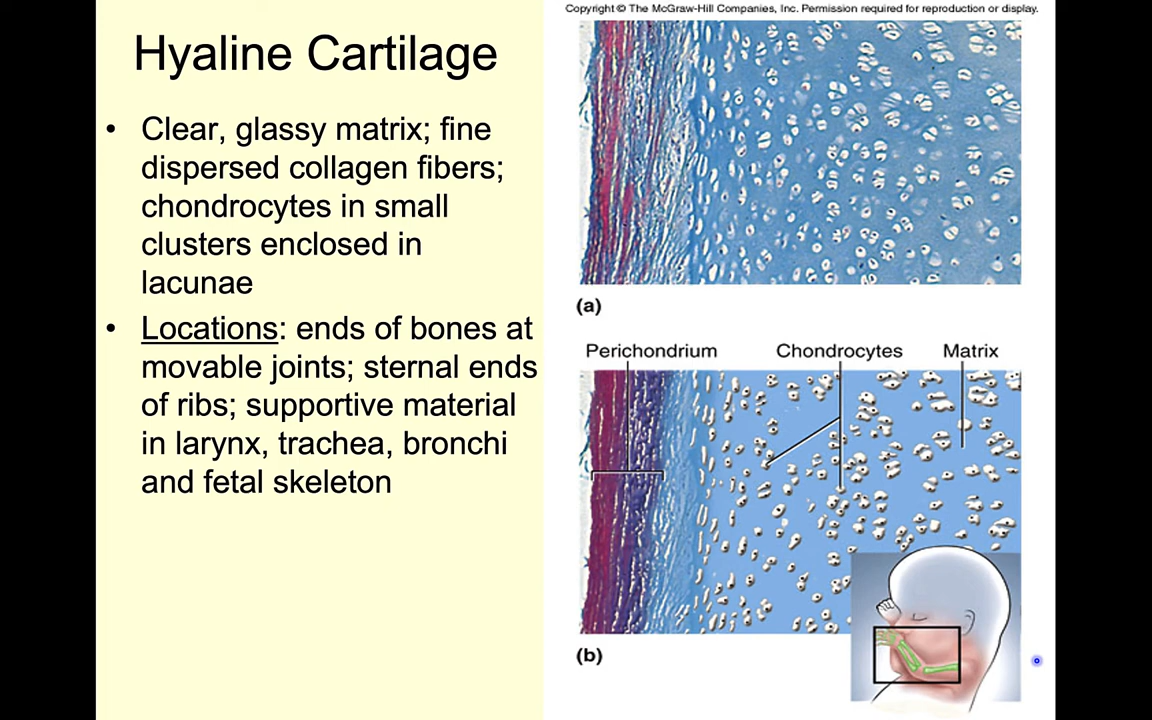 Copyright © The McGraw-Hill Companies, Inc. Permission required for reproduction or display.
Hyaline Cartilage
• Clear, glassy matrix; fine
dispersed collagen fibers;
chondrocytes in small
clusters enclosed in
lacunae
• Locations: ends of bones at
movable joints; sternal ends
of ribs; supportive material
in larynx, trachea, bronchi
and fetal skeleton
(a)
Perichondrium Chondrocytes Matrix
(b)